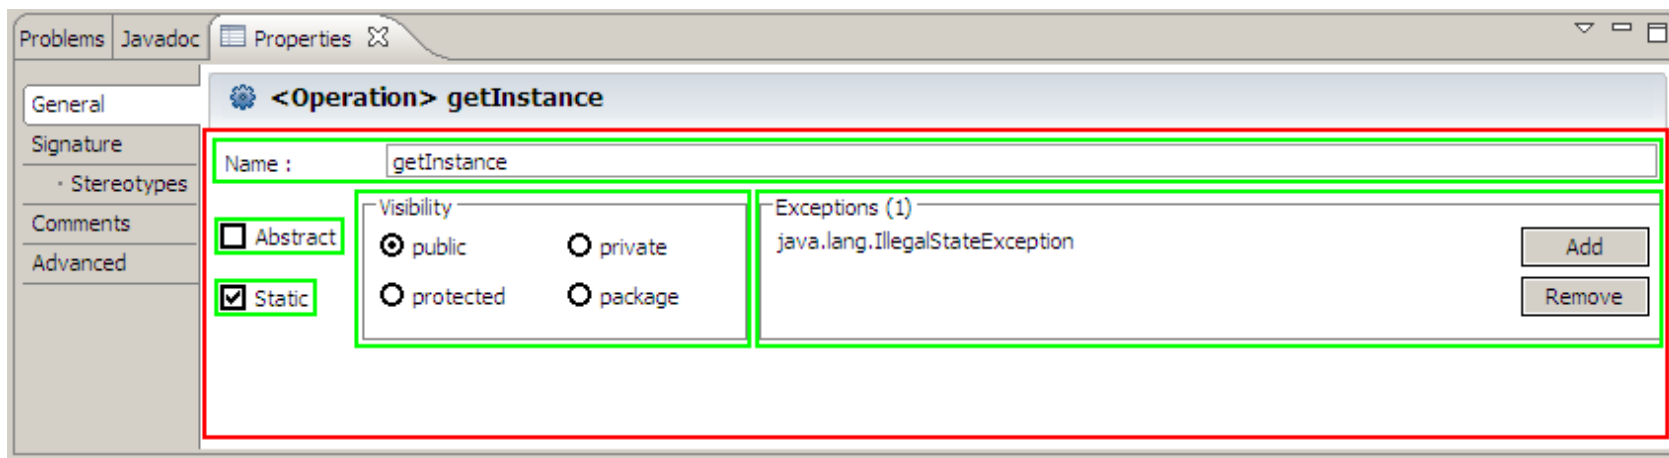 Problems Javadoc Properties
General
<Operation> getInstance
Signature
· Stereotypes
Comments
Advanced
Name : getInstance
Abstract
Static
Visibility
public private
protected package
Exceptions (1)
java.lang.IllegalStateException
Add
Remove